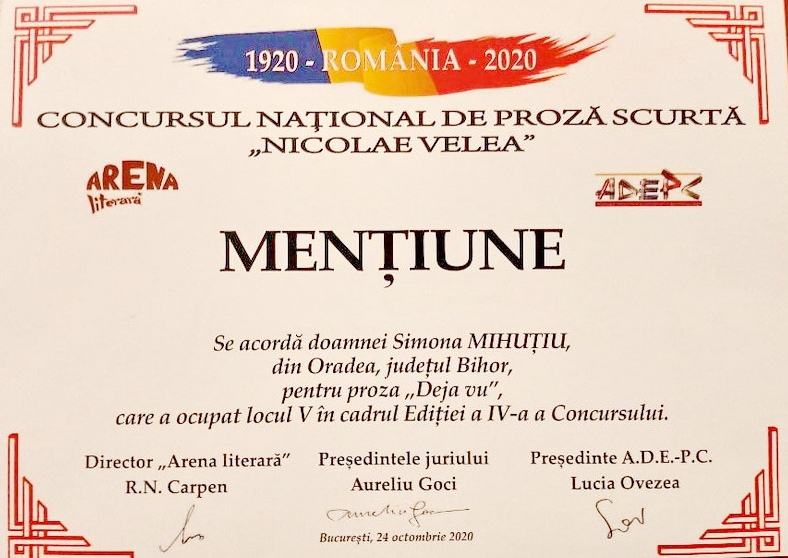 1920 - ROMÂNIA - 2020
CONCURSUL NAŢIONAL DE PROZĂ SCURTĂ
„NICOLAE VELEA”
ARENA
literară
ADEPC
MENȚIUNE
Se acordă doamnei Simona MIHUȚIU,
din Oradea, județul Bihor,
pentru proza „Deja vu”,
care a ocupat locul V în cadrul Ediției a IV-a a Concursului.
Director „Arena literară” Președintele juriului Președinte A.D.E.-P.C.
R.N. Carpen Aureliu Goci Lucia Ovezea
București, 24 octombrie 2020